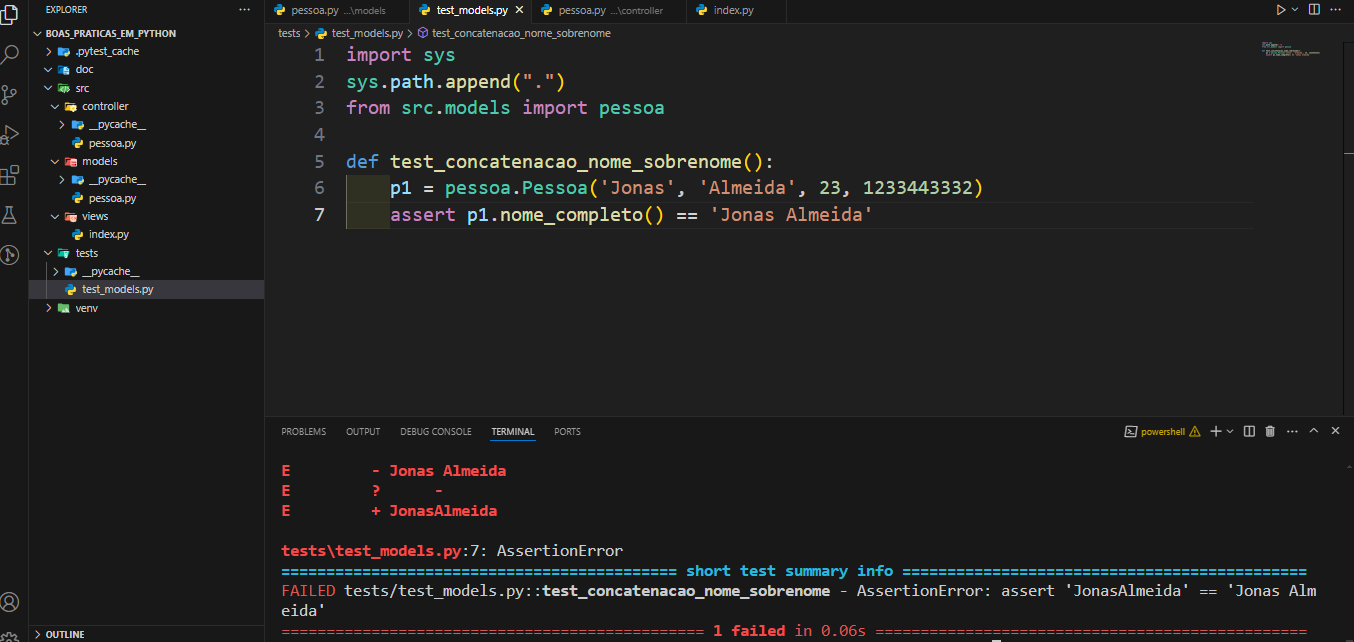 EXPLORER
BOAS_PRATICAS_EM_PYTHON
.pytest_cache
doc
src
controller
__pycache__
pessoa.py
models
__pycache__
pessoa.py
views
index.py
tests
__pycache__
test_models.py
venv
OUTLINE
pessoa.py ...\models
test_models.py
pessoa.py ...\controller
index.py
tests > test_models.py > test_concatenacao_nome_sobrenome
1 import sys
2 sys.path.append(".")
3 from src.models import pessoa
4
5 def test_concatenacao_nome_sobrenome():
6 p1 = pessoa.Pessoa('Jonas', 'Almeida', 23, 1233443332)
7 assert p1.nome_completo() == 'Jonas Almeida'
PROBLEMS OUTPUT DEBUG CONSOLE TERMINAL PORTS
powershell
E - Jonas Almeida
E ? -
E + JonasAlmeida
tests\test_models.py:7: AssertionError
============================================ short test summary info =============================================
FAILED tests/test_models.py::test_concatenacao_nome_sobrenome - AssertionError: assert 'JonasAlmeida' == 'Jonas Alm
eida'
=============================================== 1 failed in 0.06s ================================================